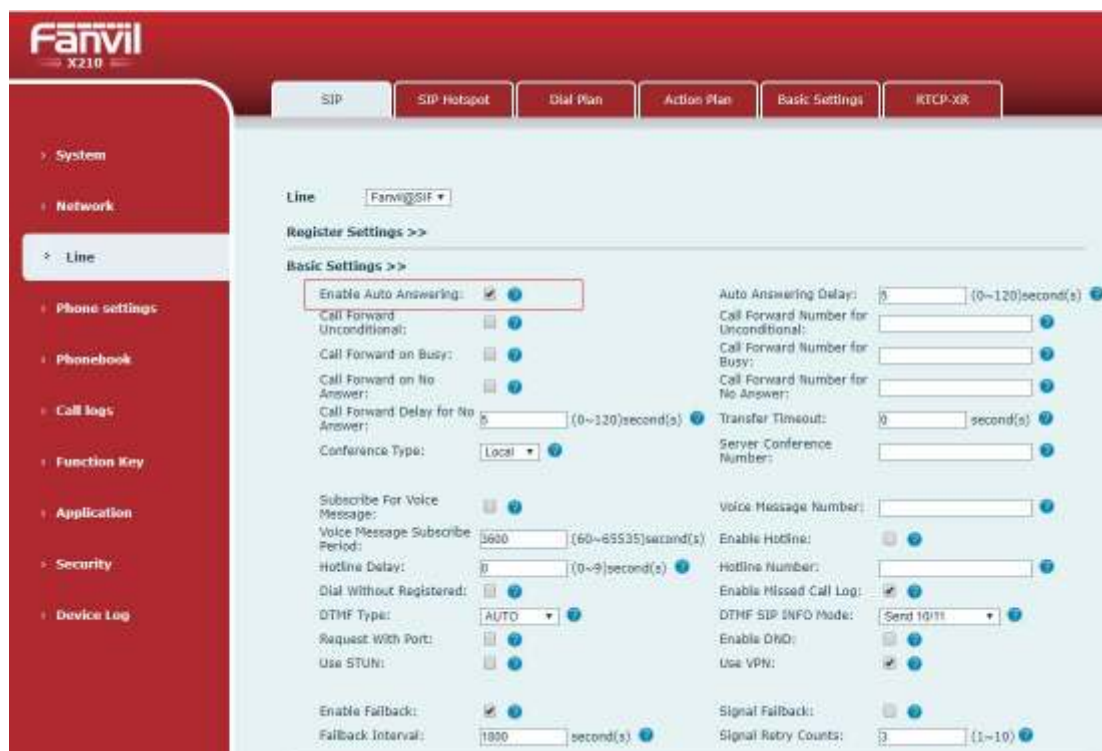 Fanvil
X210
SIP SIP Hotspot Dial Plan Action Plan Basic Settings RTCP-XR
System
Network
Line
Phone settings
Phonebook
Call logs
Function Key
Application
Security
Device Log
Line Fanvil@SIF
Register Settings >>
Basic Settings >>
Enable Auto Answering: Auto Answering Delay: 5 (0~120)second(s)
Call Forward Unconditional: Call Forward Number for Unconditional:
Call Forward on Busy: Call Forward Number for Busy:
Call Forward on No Answer: Call Forward Number for No Answer:
Call Forward Delay for No Answer: 5 (0~120)second(s) Transfer Timeout: 0 second(s)
Conference Type: Local Server Conference Number:
Subscribe For Voice Message: Voice Message Number:
Voice Message Subscribe Period: 3600 (60~65535)second(s) Enable Hotline:
Hotline Delay: 0 (0~9)second(s) Hotline Number:
Dial Without Registered: Enable Missed Call Log:
DTMF Type: AUTO DTMF SIP INFO Mode: Send 10/11
Request With Port: Enable DND:
Use STUN: Use VPN:
Enable Failback: Signal Failback:
Failback Interval: 1800 second(s) Signal Retry Counts: 3 (1~10)